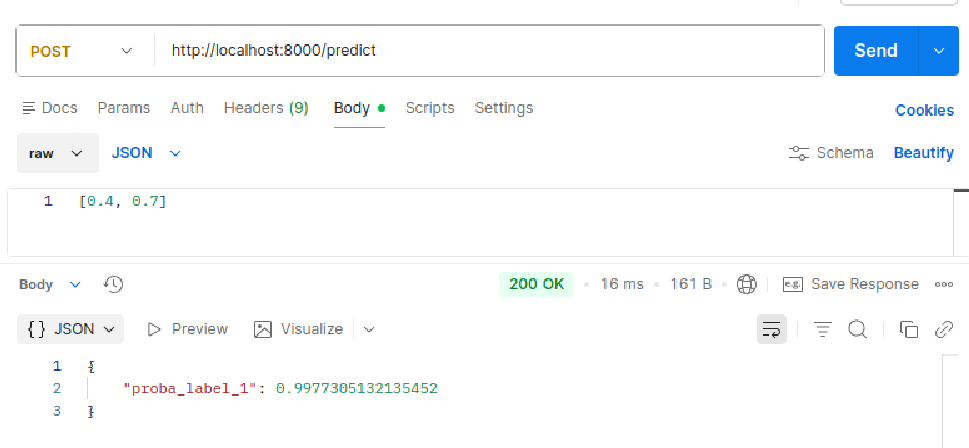 POST http://localhost:8000/predict Send
Docs Params Auth Headers (9) Body Scripts Settings Cookies
raw JSON Schema Beautify
1 [0.4, 0.7]
Body 200 OK 16 ms 161 B e.g. Save Response
{} JSON Preview Visualize
1 {
2 "proba_label_1": 0.9977305132135452
3 }